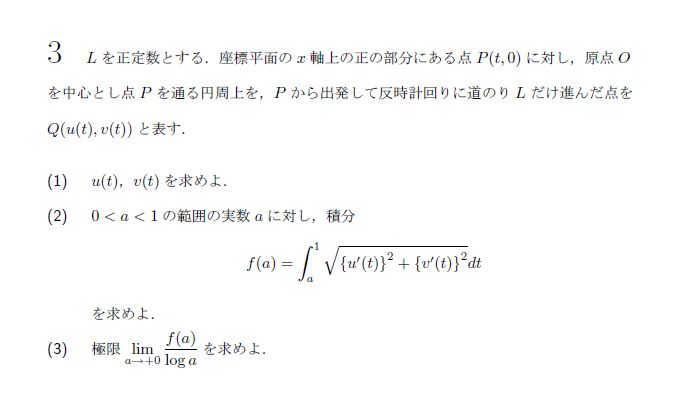 3 L を正定数とする．座標平面の x 軸上の正の部分にある点 P(t, 0) に対し，原点 O
を中心とし点 P を通る円周上を，P から出発して反時計回りに道のり L だけ進んだ点を
Q(u(t), v(t)) と表す．
(1) u(t)，v(t) を求めよ．
(2) 0 < a < 1 の範囲の実数 a に対し，積分
f(a) = ∫_a^1 √({u′(t)}² + {v′(t)}²) dt
を求めよ．
(3) 極限 lim_{a→+0} f(a)/log a を求めよ．